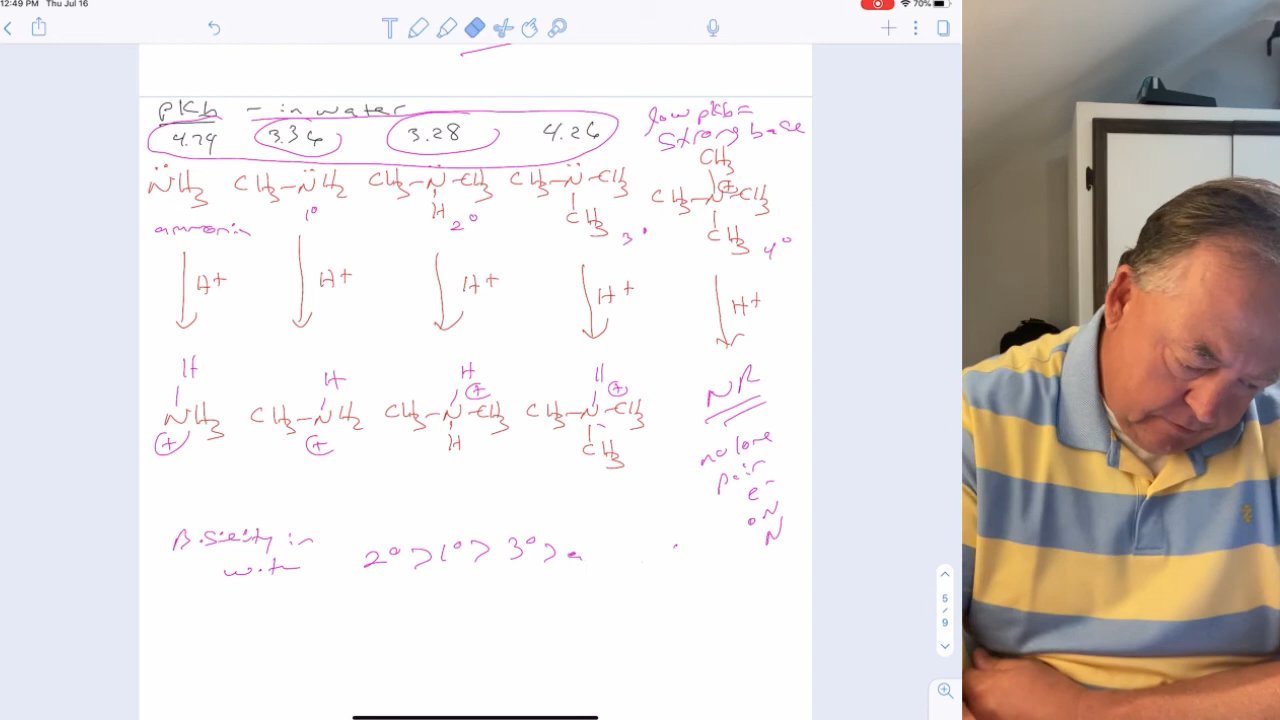 12:49 PM Thu Jul 16
70%
T
pKb - in water
4.74 3.36 3.28 4.26
low pKb =
strong base
NH3 CH3-NH2 CH3-N-CH3 CH3-N-CH3
H
CH3
CH3
CH3-N-CH3
CH3
ammonia 1° 2° 3° 4°
H+ H+ H+ H+ H+
H H H H
NH3 CH3-NH2 CH3-N-CH3 CH3-N-CH3
+ + + +
H
CH3
NR
no lone
pair
e-
on
N
Basicity in
water 2° > 1° > 3° > a
5
/
9